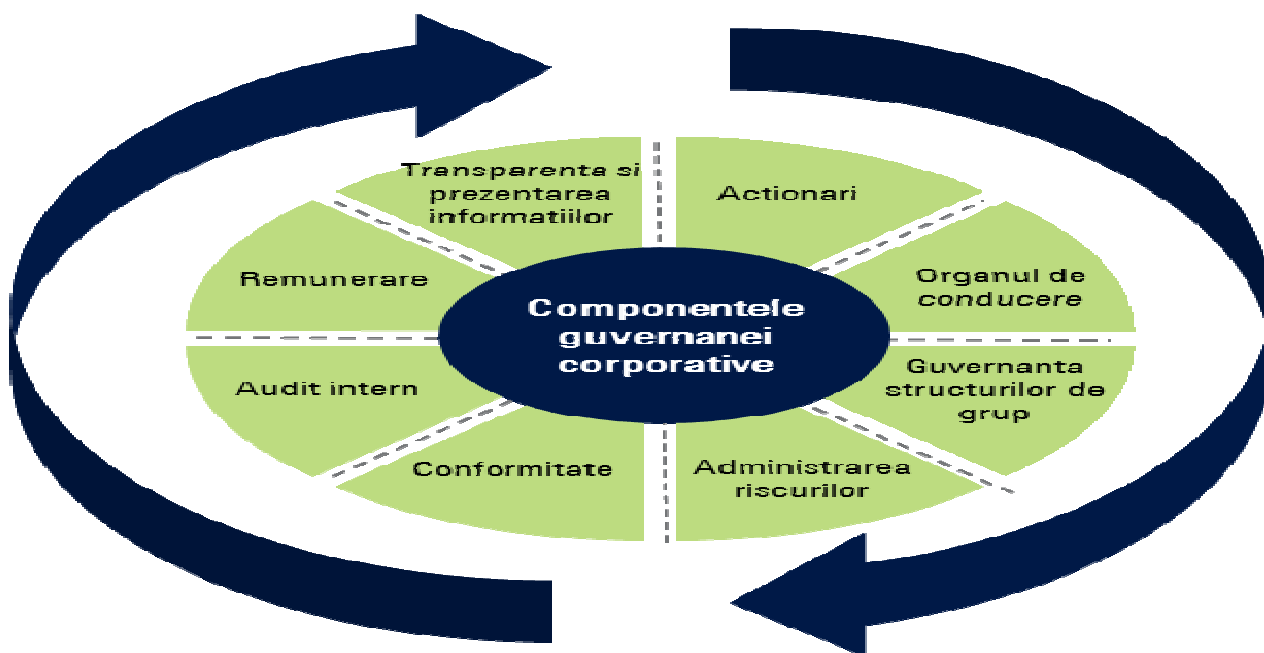 Transparenta si
prezentarea
informatiilor
Actionari
Remunerare
Organul de
conducere
Componentele
guvernanei
corporative
Audit intern
Guvernanta
structurilor de
grup
Conformitate
Administrarea
riscurilor